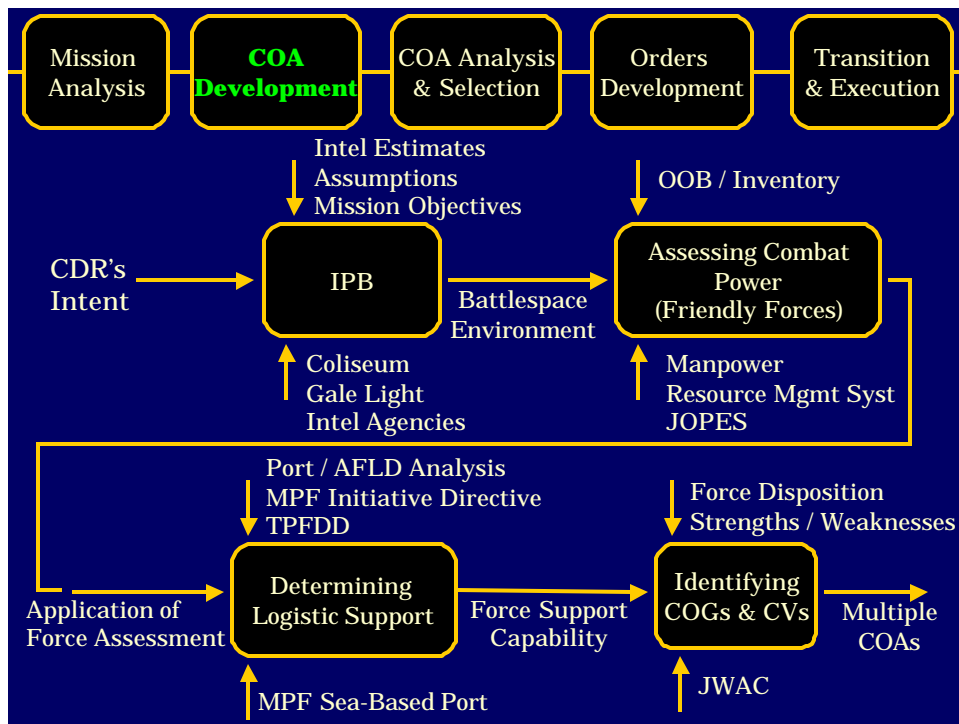 Mission
Analysis
COA
Development
COA Analysis
& Selection
Orders
Development
Transition
& Execution
Intel Estimates
Assumptions
Mission Objectives
OOB / Inventory
CDR's
Intent
IPB
Battlespace
Environment
Assessing Combat
Power
(Friendly Forces)
Coliseum
Gale Light
Intel Agencies
Manpower
Resource Mgmt Syst
JOPES
Port / AFLD Analysis
MPF Initiative Directive
TPFDD
Force Disposition
Strengths / Weaknesses
Application of
Force Assessment
Determining
Logistic Support
Force Support
Capability
Identifying
COGs & CVs
Multiple
COAs
MPF Sea-Based Port
JWAC